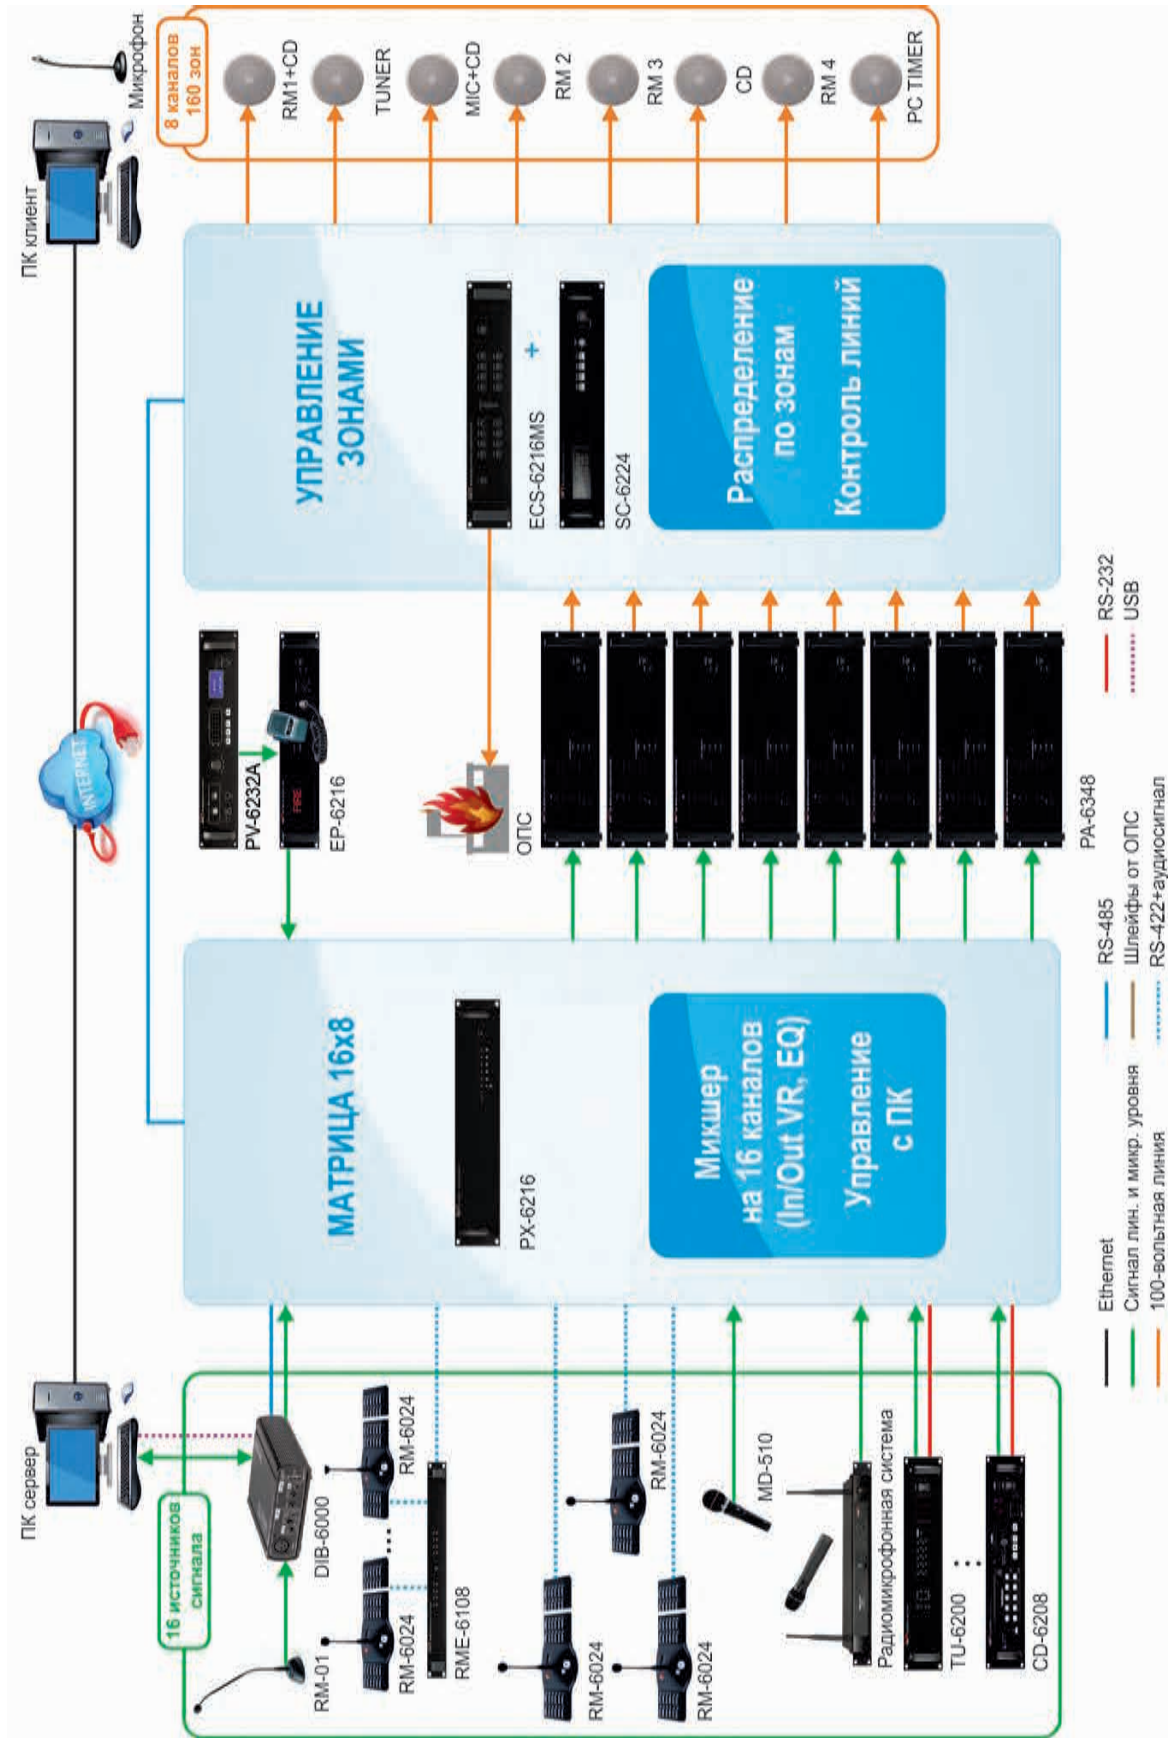 ПК сервер
INTERNET
ПК клиент
Микрофон
16 источников
сигнала
RM-01
DIB-6000
RM-6024
RM-6024
RME-6108
RM-6024
RM-6024
RM-6024
MD-510
Радиомикрофонная система
TU-6200
CD-6208
МАТРИЦА 16x8
PX-6216
Микшер
на 16 каналов
(In/Out VR, EQ)
Управление
с ПК
PV-6232A
FIRE
EP-6216
ОПС
PA-6348
УПРАВЛЕНИЕ
ЗОНАМИ
ECS-6216MS
+
SC-6224
Распределение
по зонам
Контроль линий
8 каналов
160 зон
RM1+CD
TUNER
MIC+CD
RM 2
RM 3
CD
RM 4
PC TIMER
Ethernet
RS-485
RS-232
Сигнал лин. и микр. уровня
Шлейфы от ОПС
USB
100-вольтная линия
RS-422+аудиосигнал